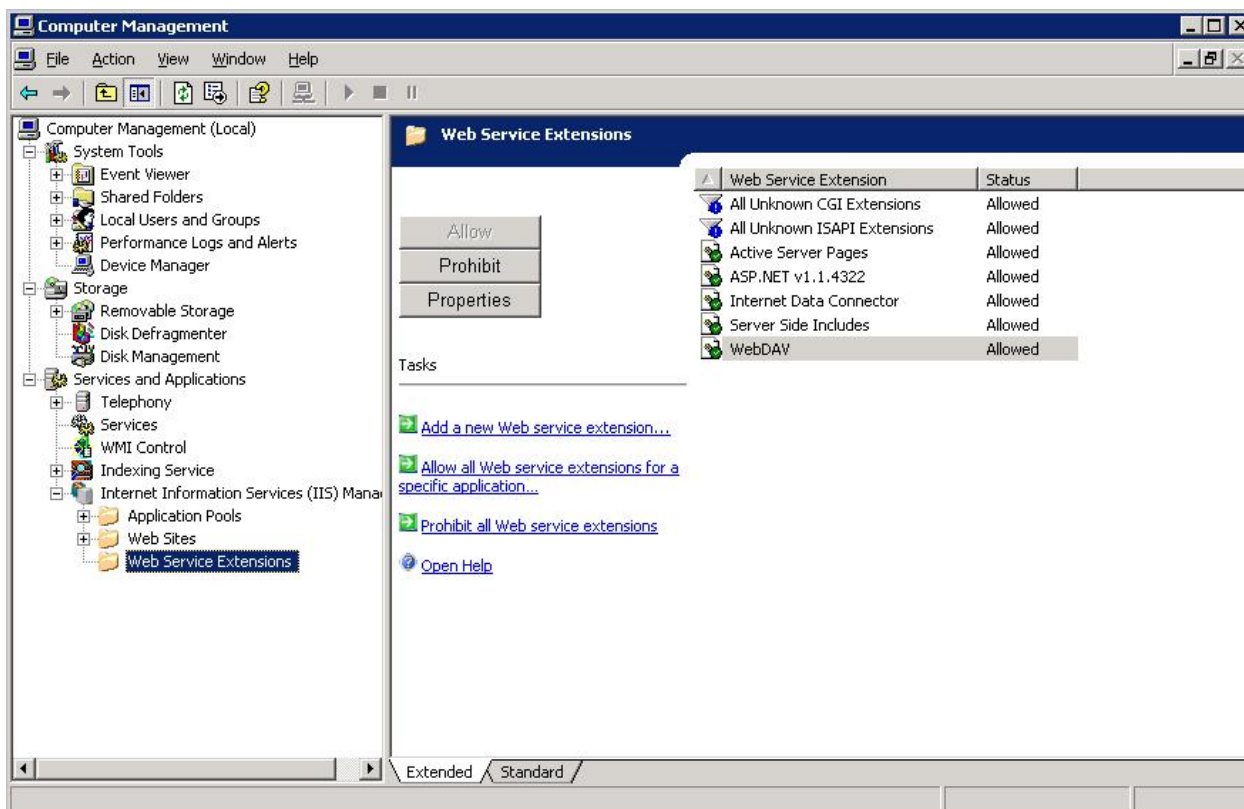 Computer Management
File Action View Window Help
Computer Management (Local)
System Tools
Event Viewer
Shared Folders
Local Users and Groups
Performance Logs and Alerts
Device Manager
Storage
Removable Storage
Disk Defragmenter
Disk Management
Services and Applications
Telephony
Services
WMI Control
Indexing Service
Internet Information Services (IIS) Mana
Application Pools
Web Sites
Web Service Extensions
Web Service Extensions
Allow
Prohibit
Properties
Tasks
Add a new Web service extension...
Allow all Web service extensions for a
specific application...
Prohibit all Web service extensions
Open Help
Web Service Extension Status
All Unknown CGI Extensions Allowed
All Unknown ISAPI Extensions Allowed
Active Server Pages Allowed
ASP.NET v1.1.4322 Allowed
Internet Data Connector Allowed
Server Side Includes Allowed
WebDAV Allowed
Extended Standard